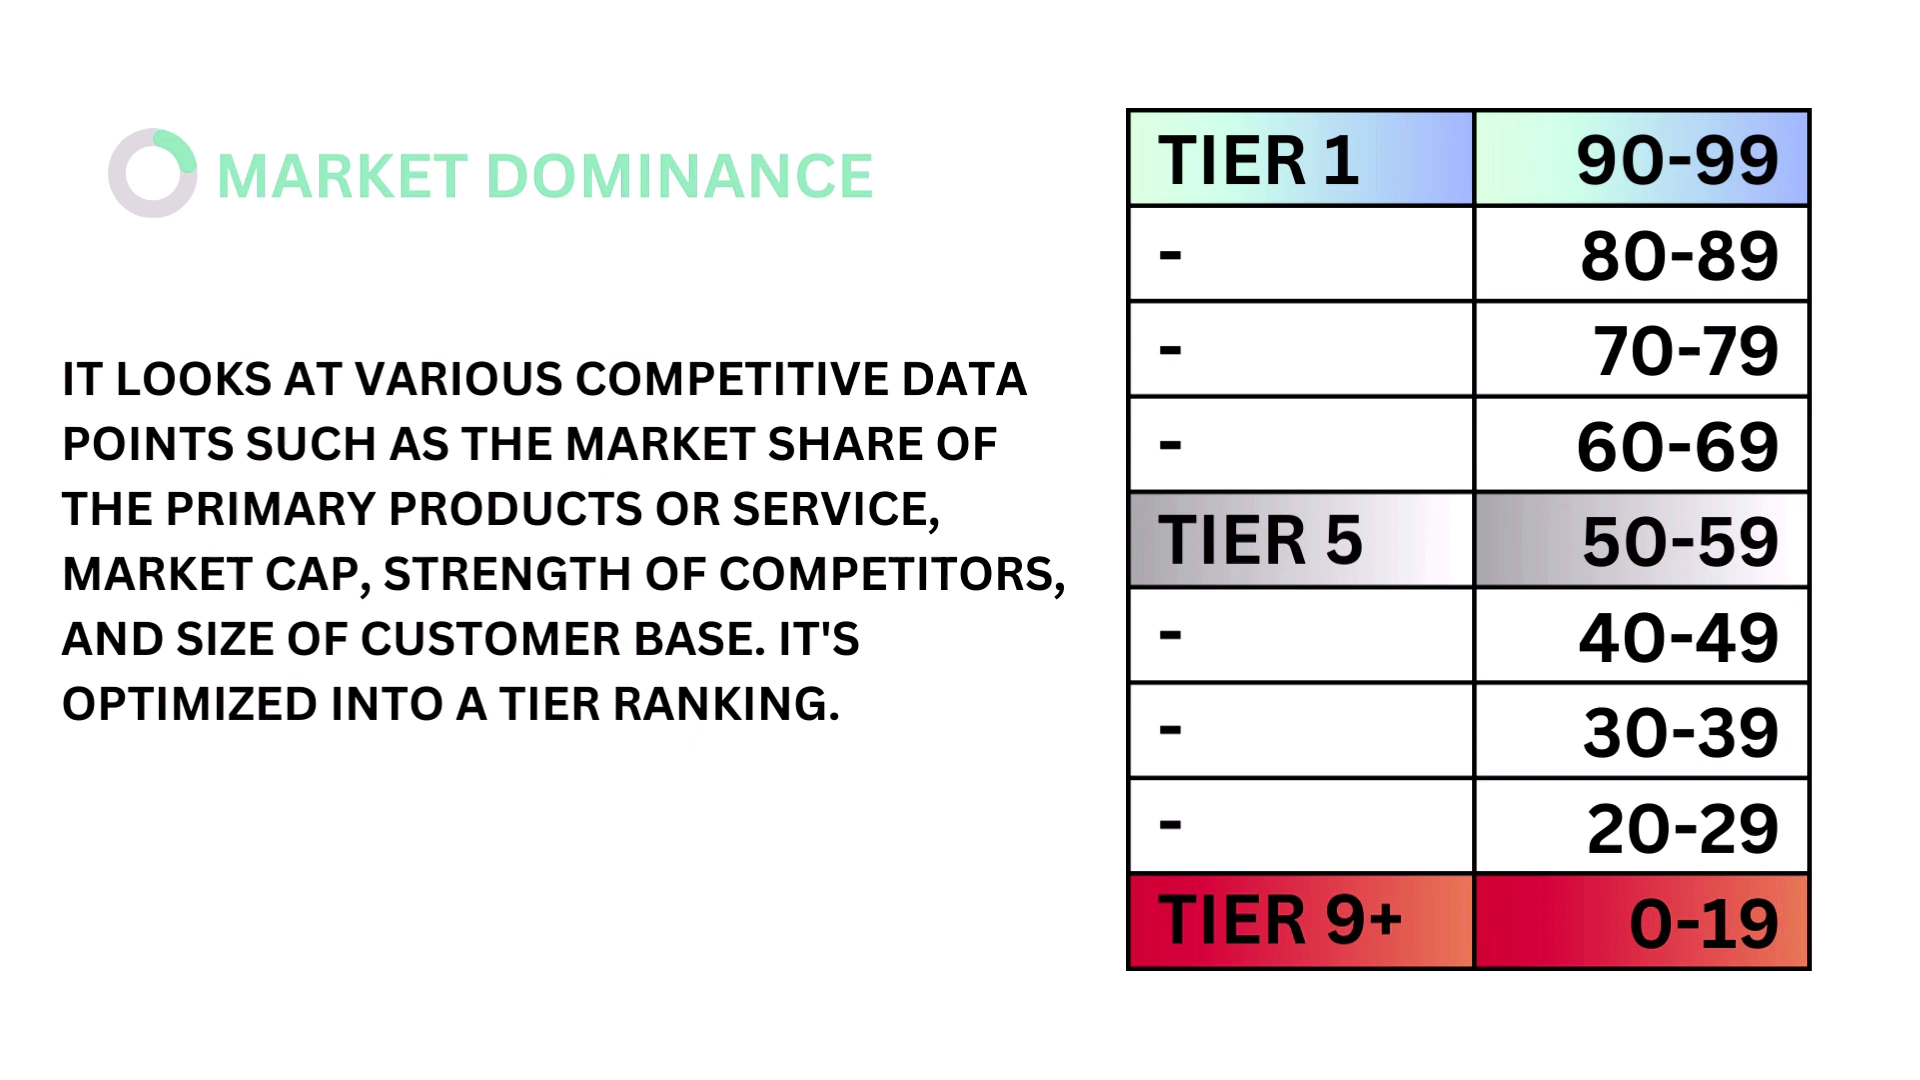 MARKET DOMINANCE
IT LOOKS AT VARIOUS COMPETITIVE DATA
POINTS SUCH AS THE MARKET SHARE OF
THE PRIMARY PRODUCTS OR SERVICE,
MARKET CAP, STRENGTH OF COMPETITORS,
AND SIZE OF CUSTOMER BASE. IT'S
OPTIMIZED INTO A TIER RANKING.
TIER 1 90-99
- 80-89
- 70-79
- 60-69
TIER 5 50-59
- 40-49
- 30-39
- 20-29
TIER 9+ 0-19